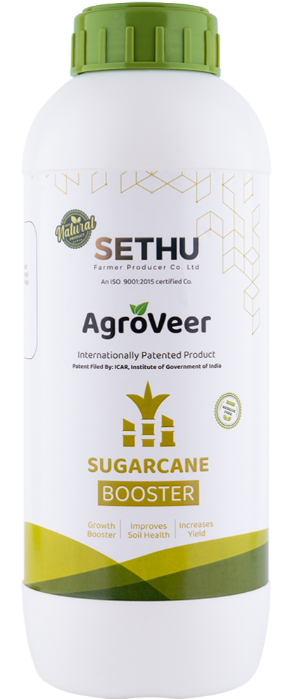 Natural
SETHU
Farmer Producer Co. Ltd
An ISO 9001:2015 certified Co.
AgroVeer
Internationally Patented Product
Patent Filed By: ICAR, Institute of Government of India
SUGARCANE
BOOSTER
Growth Booster
Improves Soil Health
Increases Yield